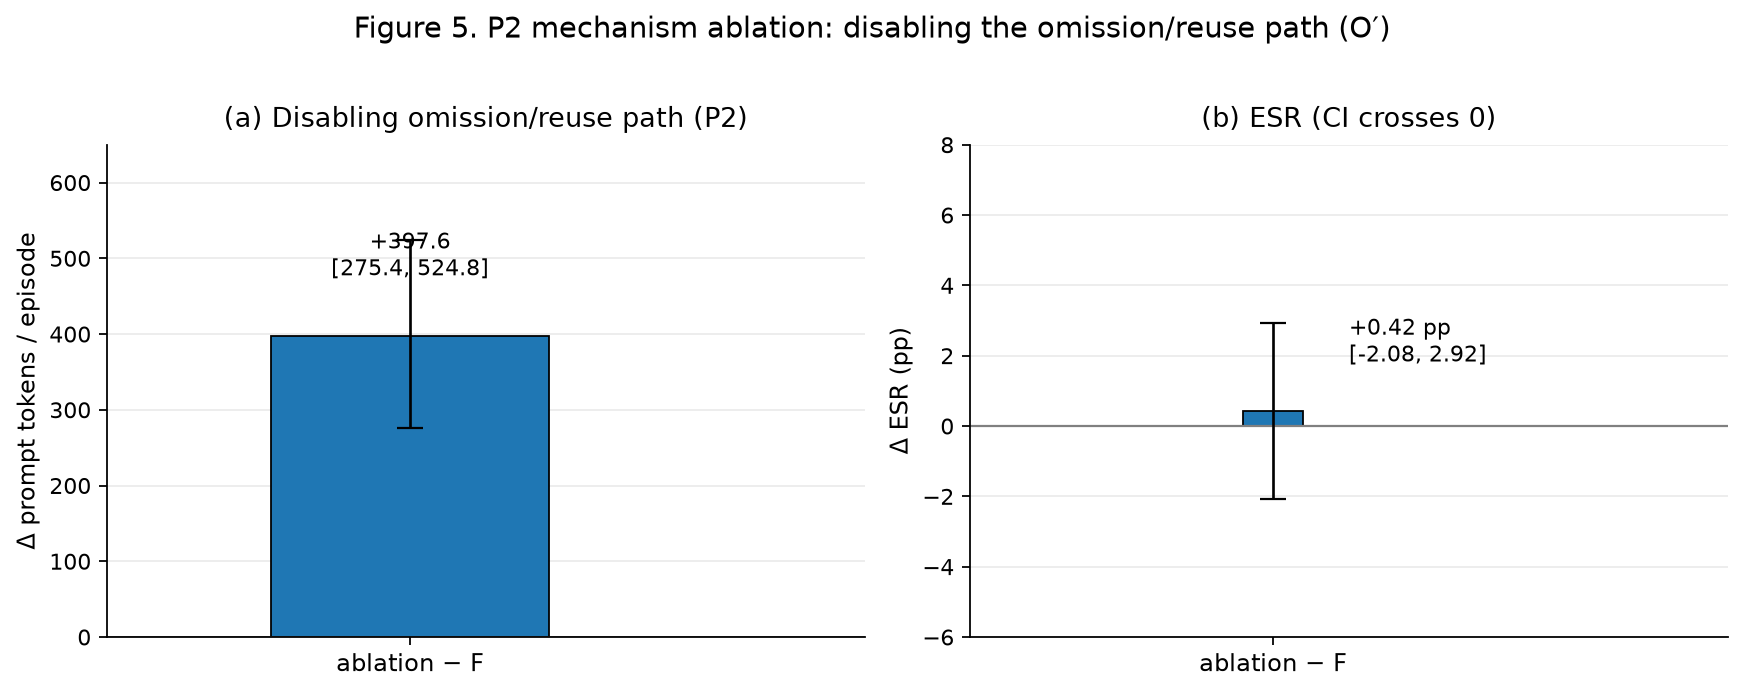 Figure 5. P2 mechanism ablation: disabling the omission/reuse path (O′)
(a) Disabling omission/reuse path (P2)
Δ prompt tokens / episode
600
500
400
300
200
100
0
+397.6
[275.4, 524.8]
ablation − F
(b) ESR (CI crosses 0)
Δ ESR (pp)
8
6
4
2
0
−2
−4
−6
+0.42 pp
[-2.08, 2.92]
ablation − F